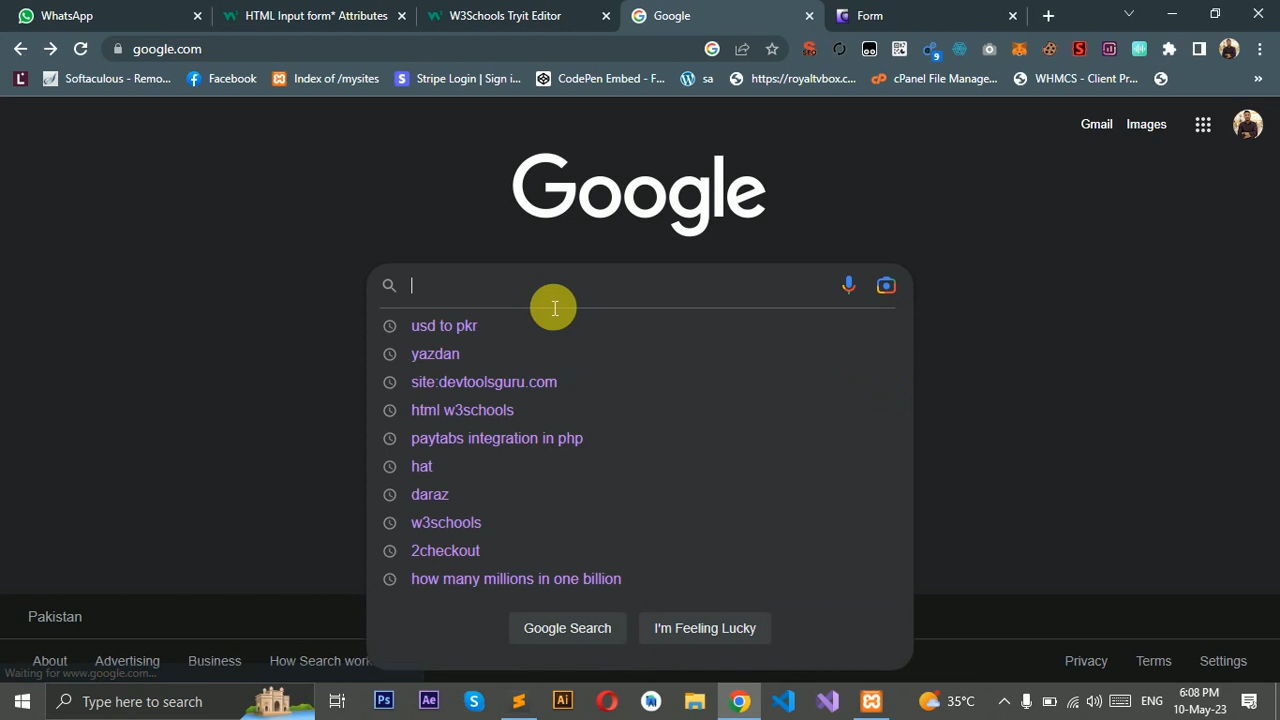 WhatsApp
HTML Input form* Attributes
W3Schools Tryit Editor
Google
Form
google.com
Softaculous - Remo...
Facebook
Index of /mysites
Stripe Login | Sign i...
CodePen Embed - F...
sa
https://royaltvbox.c...
cPanel File Manage...
WHMCS - Client Pr...
Gmail
Images
Google
usd to pkr
yazdan
site:devtoolsguru.com
html w3schools
paytabs integration in php
hat
daraz
w3schools
2checkout
how many millions in one billion
Google Search
I'm Feeling Lucky
Pakistan
About
Advertising
Business
How Search work
Privacy
Terms
Settings
Waiting for www.google.com...
Type here to search
Ps
Ae
Ai
35°C
ENG
6:08 PM
10-May-23